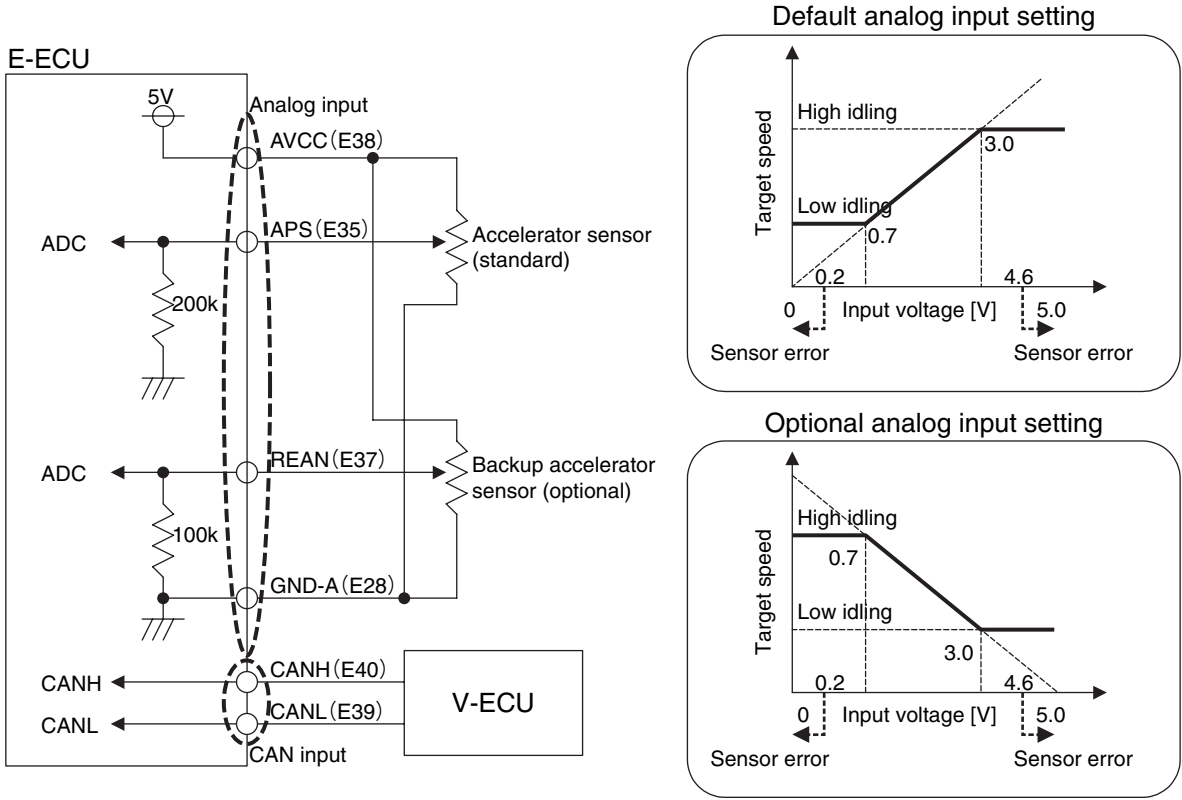 E-ECU
5V
Analog input
AVCC (E38)
APS (E35)
ADC
Accelerator sensor
(standard)
200k
REAN (E37)
ADC
Backup accelerator
sensor (optional)
100k
GND-A (E28)
CANH (E40)
CANH
V-ECU
CANL (E39)
CANL
CAN input
Default analog input setting
Target speed
High idling
3.0
Low idling
0.7
0.2
4.6
0
Input voltage [V]
5.0
Sensor error
Sensor error
Optional analog input setting
Target speed
High idling
0.7
Low idling
3.0
0.2
4.6
0
Input voltage [V]
5.0
Sensor error
Sensor error